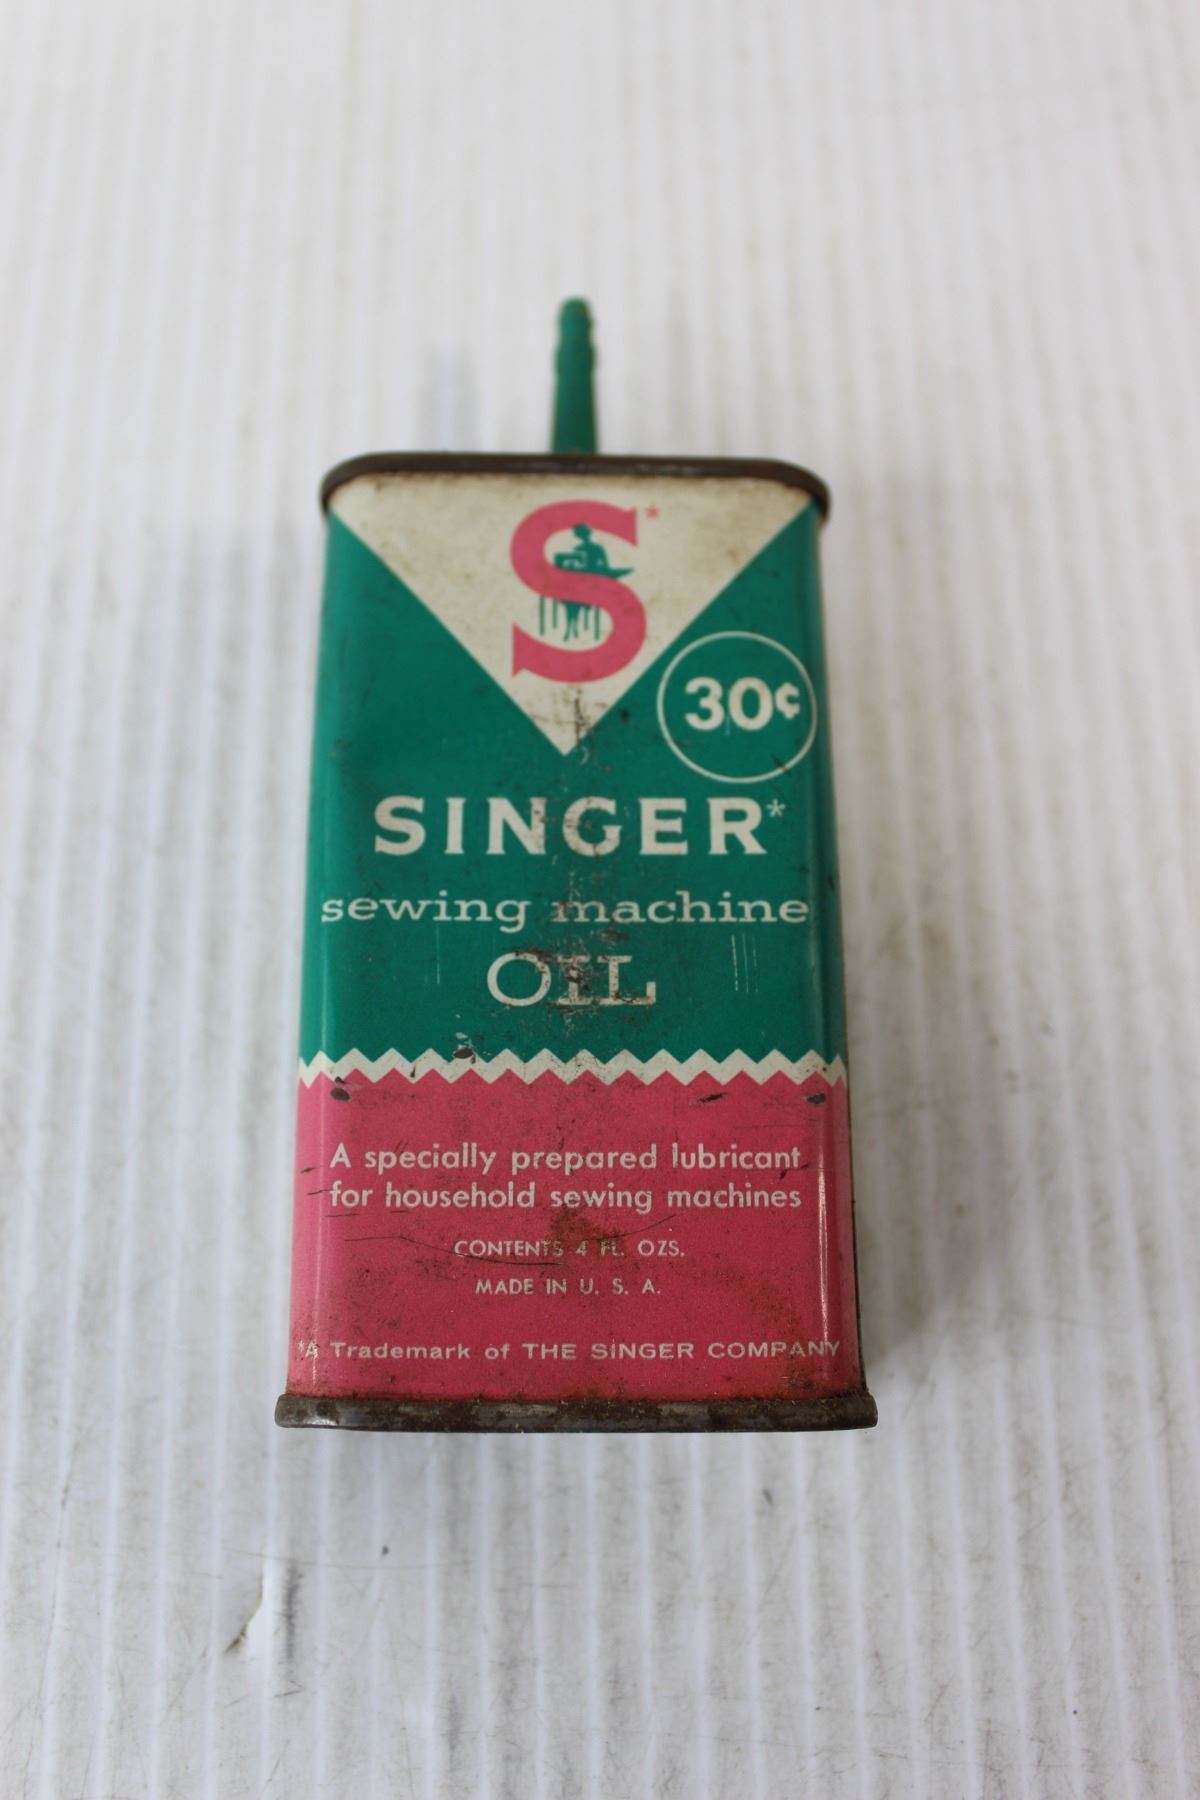 S*
30¢
SINGER*
sewing machine
OIL
A specially prepared lubricant
for household sewing machines
CONTENTS 4 FL. OZS.
MADE IN U. S. A.
*A Trademark of THE SINGER COMPANY